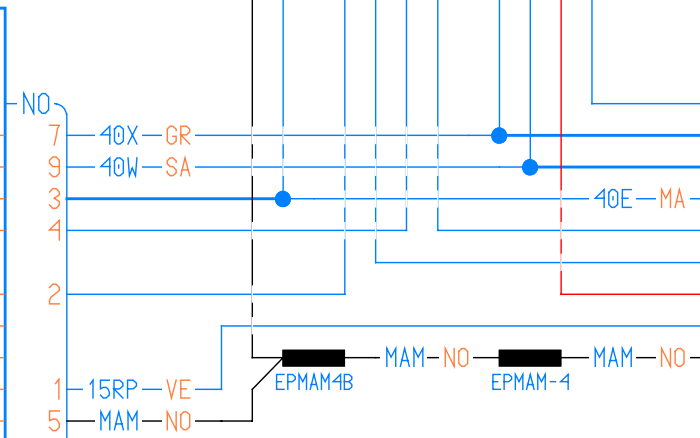 NO
7 40X GR
9 40W SA
3 40E MA
4
2
MAM NO MAM NO
EPMAM4B EPMAM-4
1 15RP VE
5 MAM NO